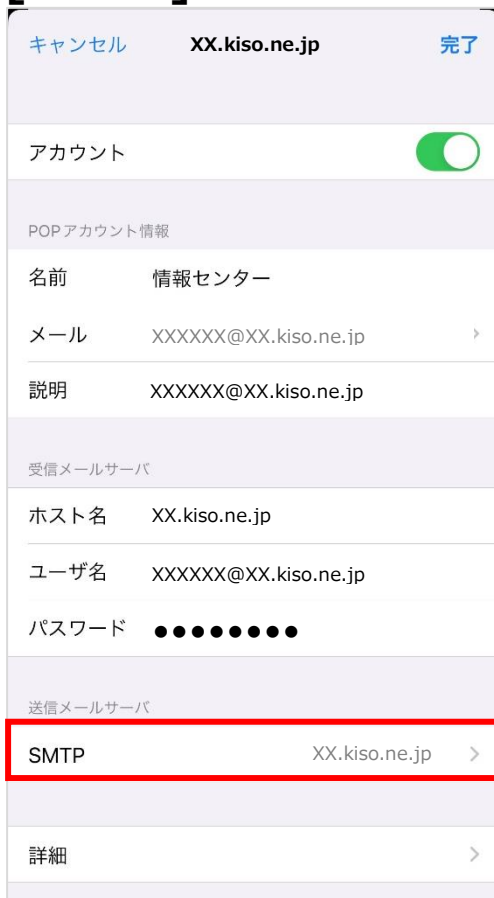 キャンセル XX.kiso.ne.jp 完了
アカウント
POPアカウント情報
名前 情報センター
メール XXXXXX@XX.kiso.ne.jp
説明 XXXXXX@XX.kiso.ne.jp
受信メールサーバ
ホスト名 XX.kiso.ne.jp
ユーザ名 XXXXXX@XX.kiso.ne.jp
パスワード ●●●●●●●●
送信メールサーバ
SMTP XX.kiso.ne.jp
詳細